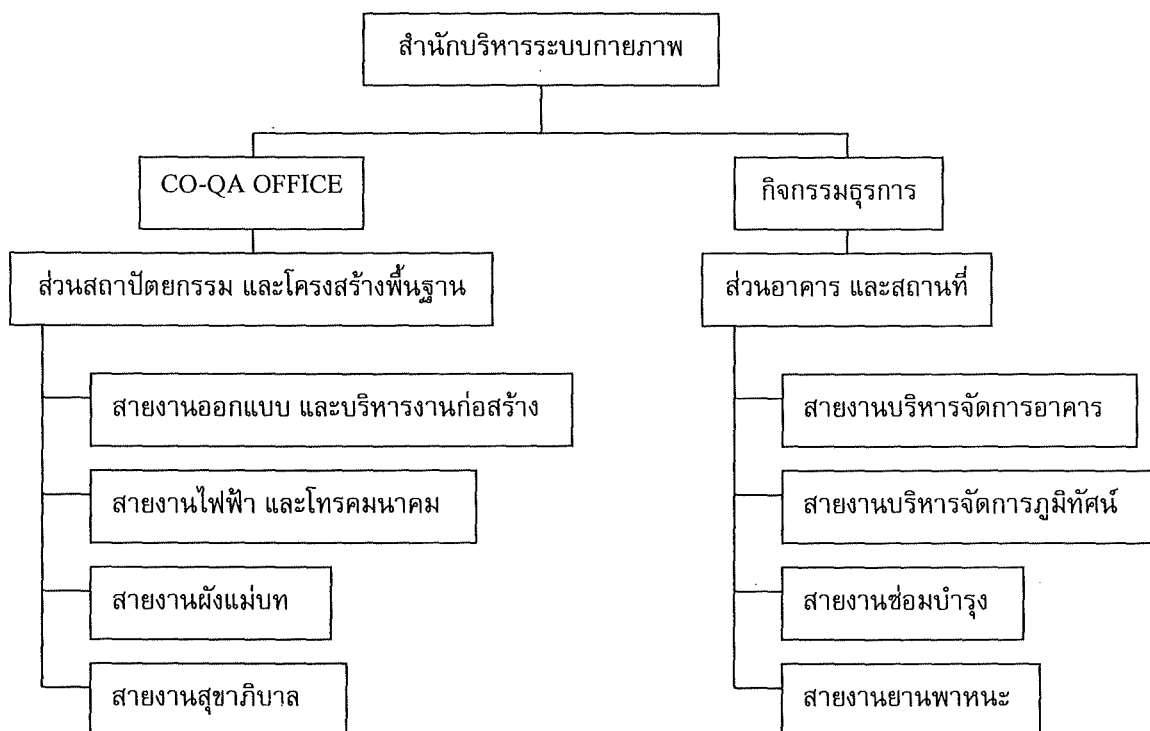 สำนักบริหารระบบกายภาพ
CO-QA OFFICE
กิจกรรมธุรการ
ส่วนสถาปัตยกรรม และโครงสร้างพื้นฐาน
ส่วนอาคาร และสถานที่
สายงานออกแบบ และบริหารงานก่อสร้าง
สายงานบริหารจัดการอาคาร
สายงานไฟฟ้า และโทรคมนาคม
สายงานบริหารจัดการภูมิทัศน์
สายงานผังแม่บท
สายงานซ่อมบำรุง
สายงานสุขาภิบาล
สายงานยานพาหนะ